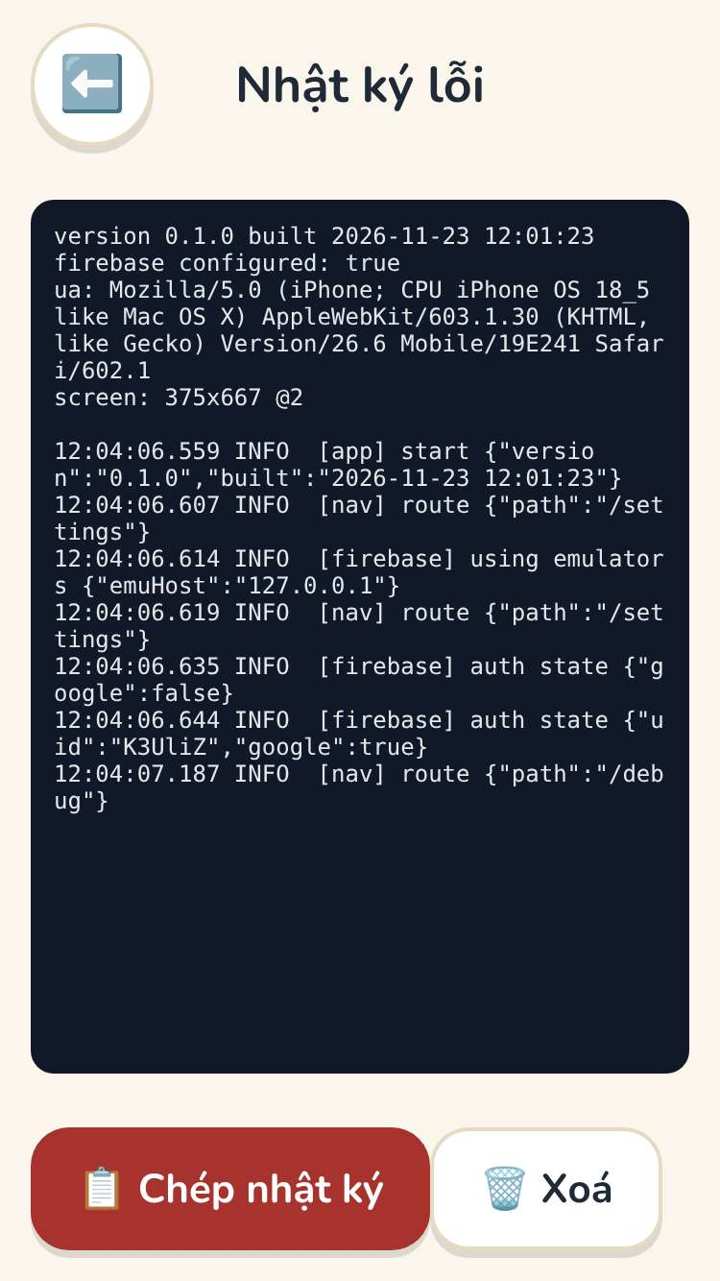 Nhật ký lỗi
version 0.1.0 built 2026-11-23 12:01:23
firebase configured: true
ua: Mozilla/5.0 (iPhone; CPU iPhone OS 18_5
like Mac OS X) AppleWebKit/603.1.30 (KHTML,
like Gecko) Version/26.6 Mobile/19E241 Safar
i/602.1
screen: 375x667 @2

12:04:06.559 INFO  [app] start {"versio
n":"0.1.0","built":"2026-11-23 12:01:23"}
12:04:06.607 INFO  [nav] route {"path":"/set
tings"}
12:04:06.614 INFO  [firebase] using emulator
s {"emuHost":"127.0.0.1"}
12:04:06.619 INFO  [nav] route {"path":"/set
tings"}
12:04:06.635 INFO  [firebase] auth state {"g
oogle":false}
12:04:06.644 INFO  [firebase] auth state {"u
id":"K3UliZ","google":true}
12:04:07.187 INFO  [nav] route {"path":"/deb
ug"}
Chép nhật ký
Xoá